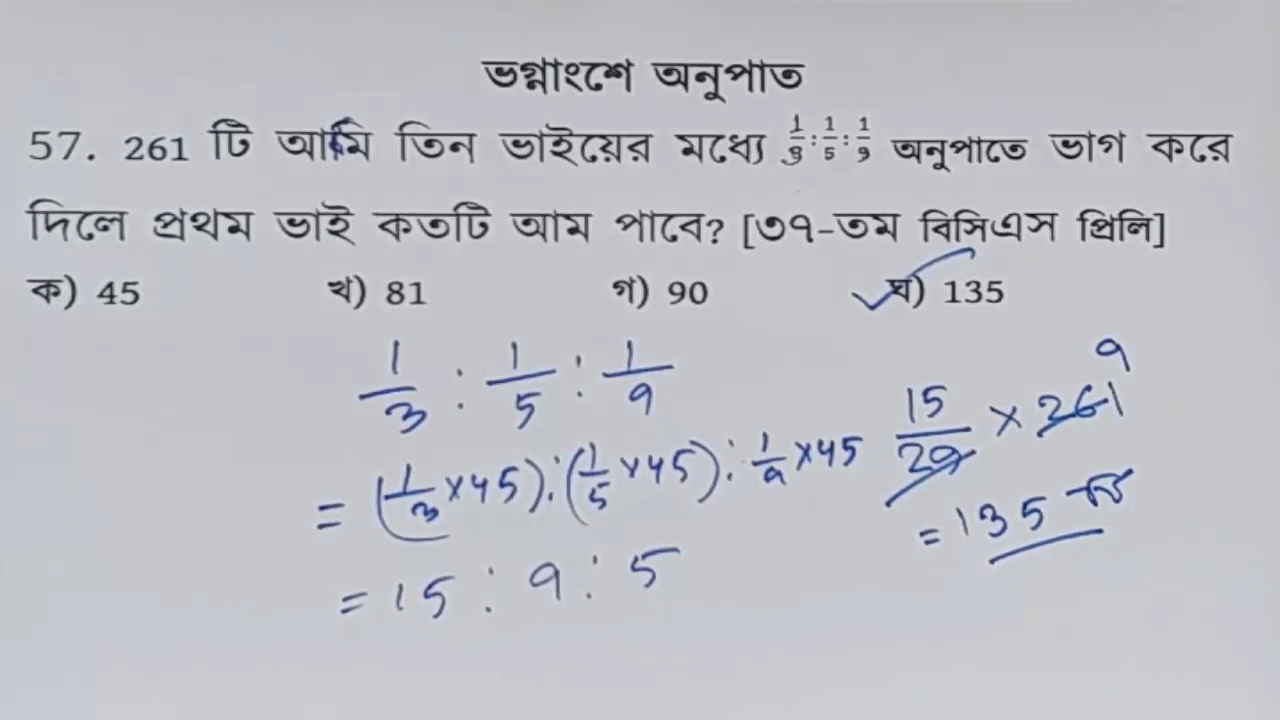 ভগ্নাংশে অনুপাত
57. 261 টি আমি তিন ভাইয়ের মধ্যে 1/3 : 1/5 : 1/9 অনুপাতে ভাগ করে
দিলে প্রথম ভাই কতটি আম পাবে? [৩৭-তম বিসিএস প্রিলি]
ক) 45 খ) 81 গ) 90 ঘ) 135
1/3 : 1/5 : 1/9
= (1/3 × 45) : (1/5 × 45) : 1/9 × 45
= 15 : 9 : 5
15/29 × 261 9
= 135 টি